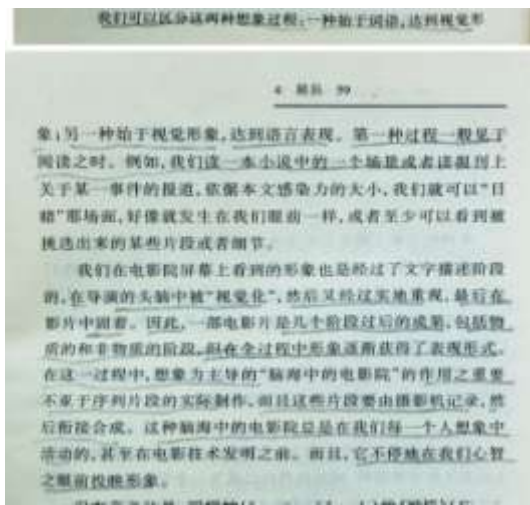 我们可以区分这两种想象过程:一种始于词语,达到视觉形
4 形象 99
象;另一种始于视觉形象,达到语言表现。第一种过程一般见于
阅读之时。例如,我们读一本小说中的一个场景或者读报刊上
关于某一事件的报道,依据本文感染力的大小,我们就可以“目
睹”那场面,好像就发生在我们眼前一样,或者至少可以看到被
挑选出来的某些片段或者细节。
我们在电影院屏幕上看到的形象也是经过了文字描述阶段
的,在导演的头脑中被“视觉化”,然后又经过实地重现,最后在
影片中固着。因此,一部电影片是几个阶段过后的成果,包括物
质的和非物质的阶段,但在全过程中形象逐渐获得了表现形式。
在这一过程中,想象为主导的“脑海中的电影院”的作用之重要
不亚于序列片段的实际制作,而且这些片段要由摄影机记录,然
后衔接合成。这种脑海中的电影院总是在我们每一个人想象中
活动的,甚至在电影技术发明之前。而且,它不停地在我们心智
之眼前投映形象。